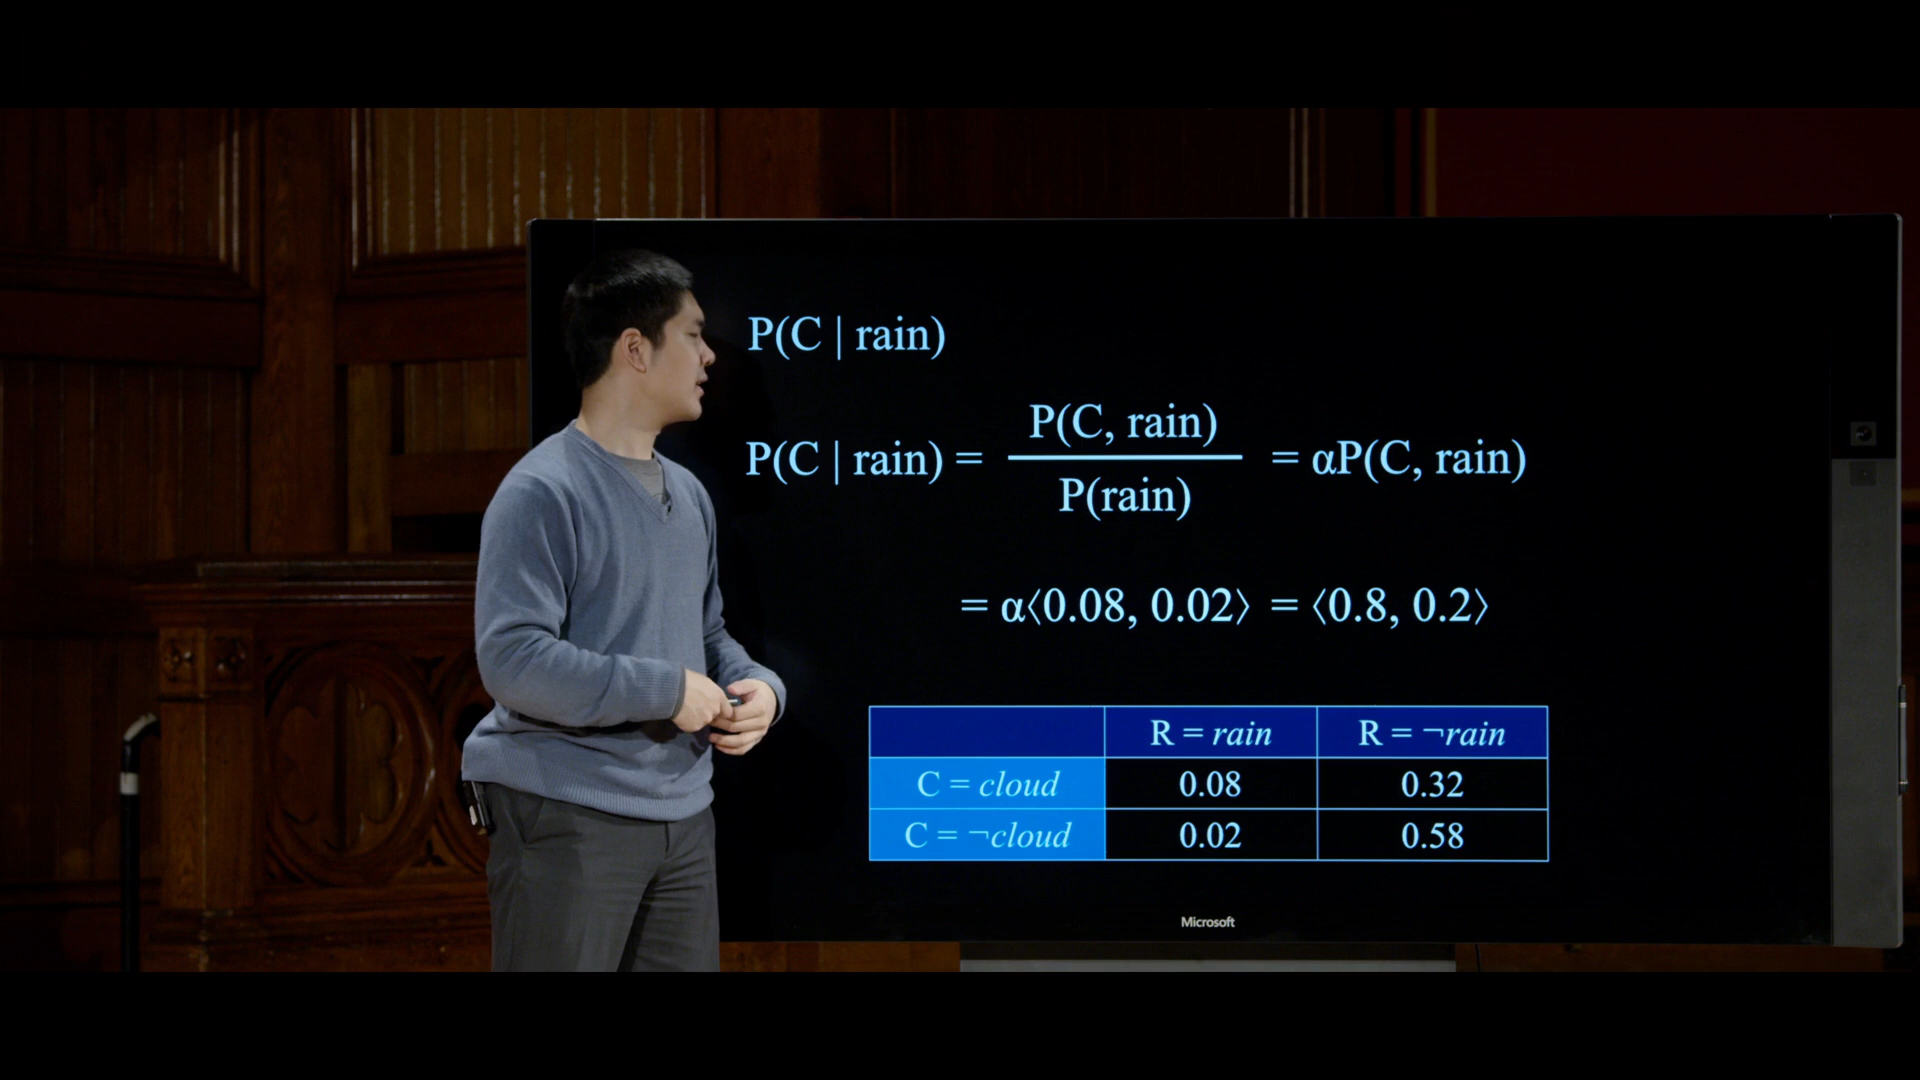 P(C | rain)
P(C | rain) = P(C, rain) / P(rain) = αP(C, rain)
= α⟨0.08, 0.02⟩ = ⟨0.8, 0.2⟩
R = rain R = ¬rain
C = cloud 0.08 0.32
C = ¬cloud 0.02 0.58
Microsoft